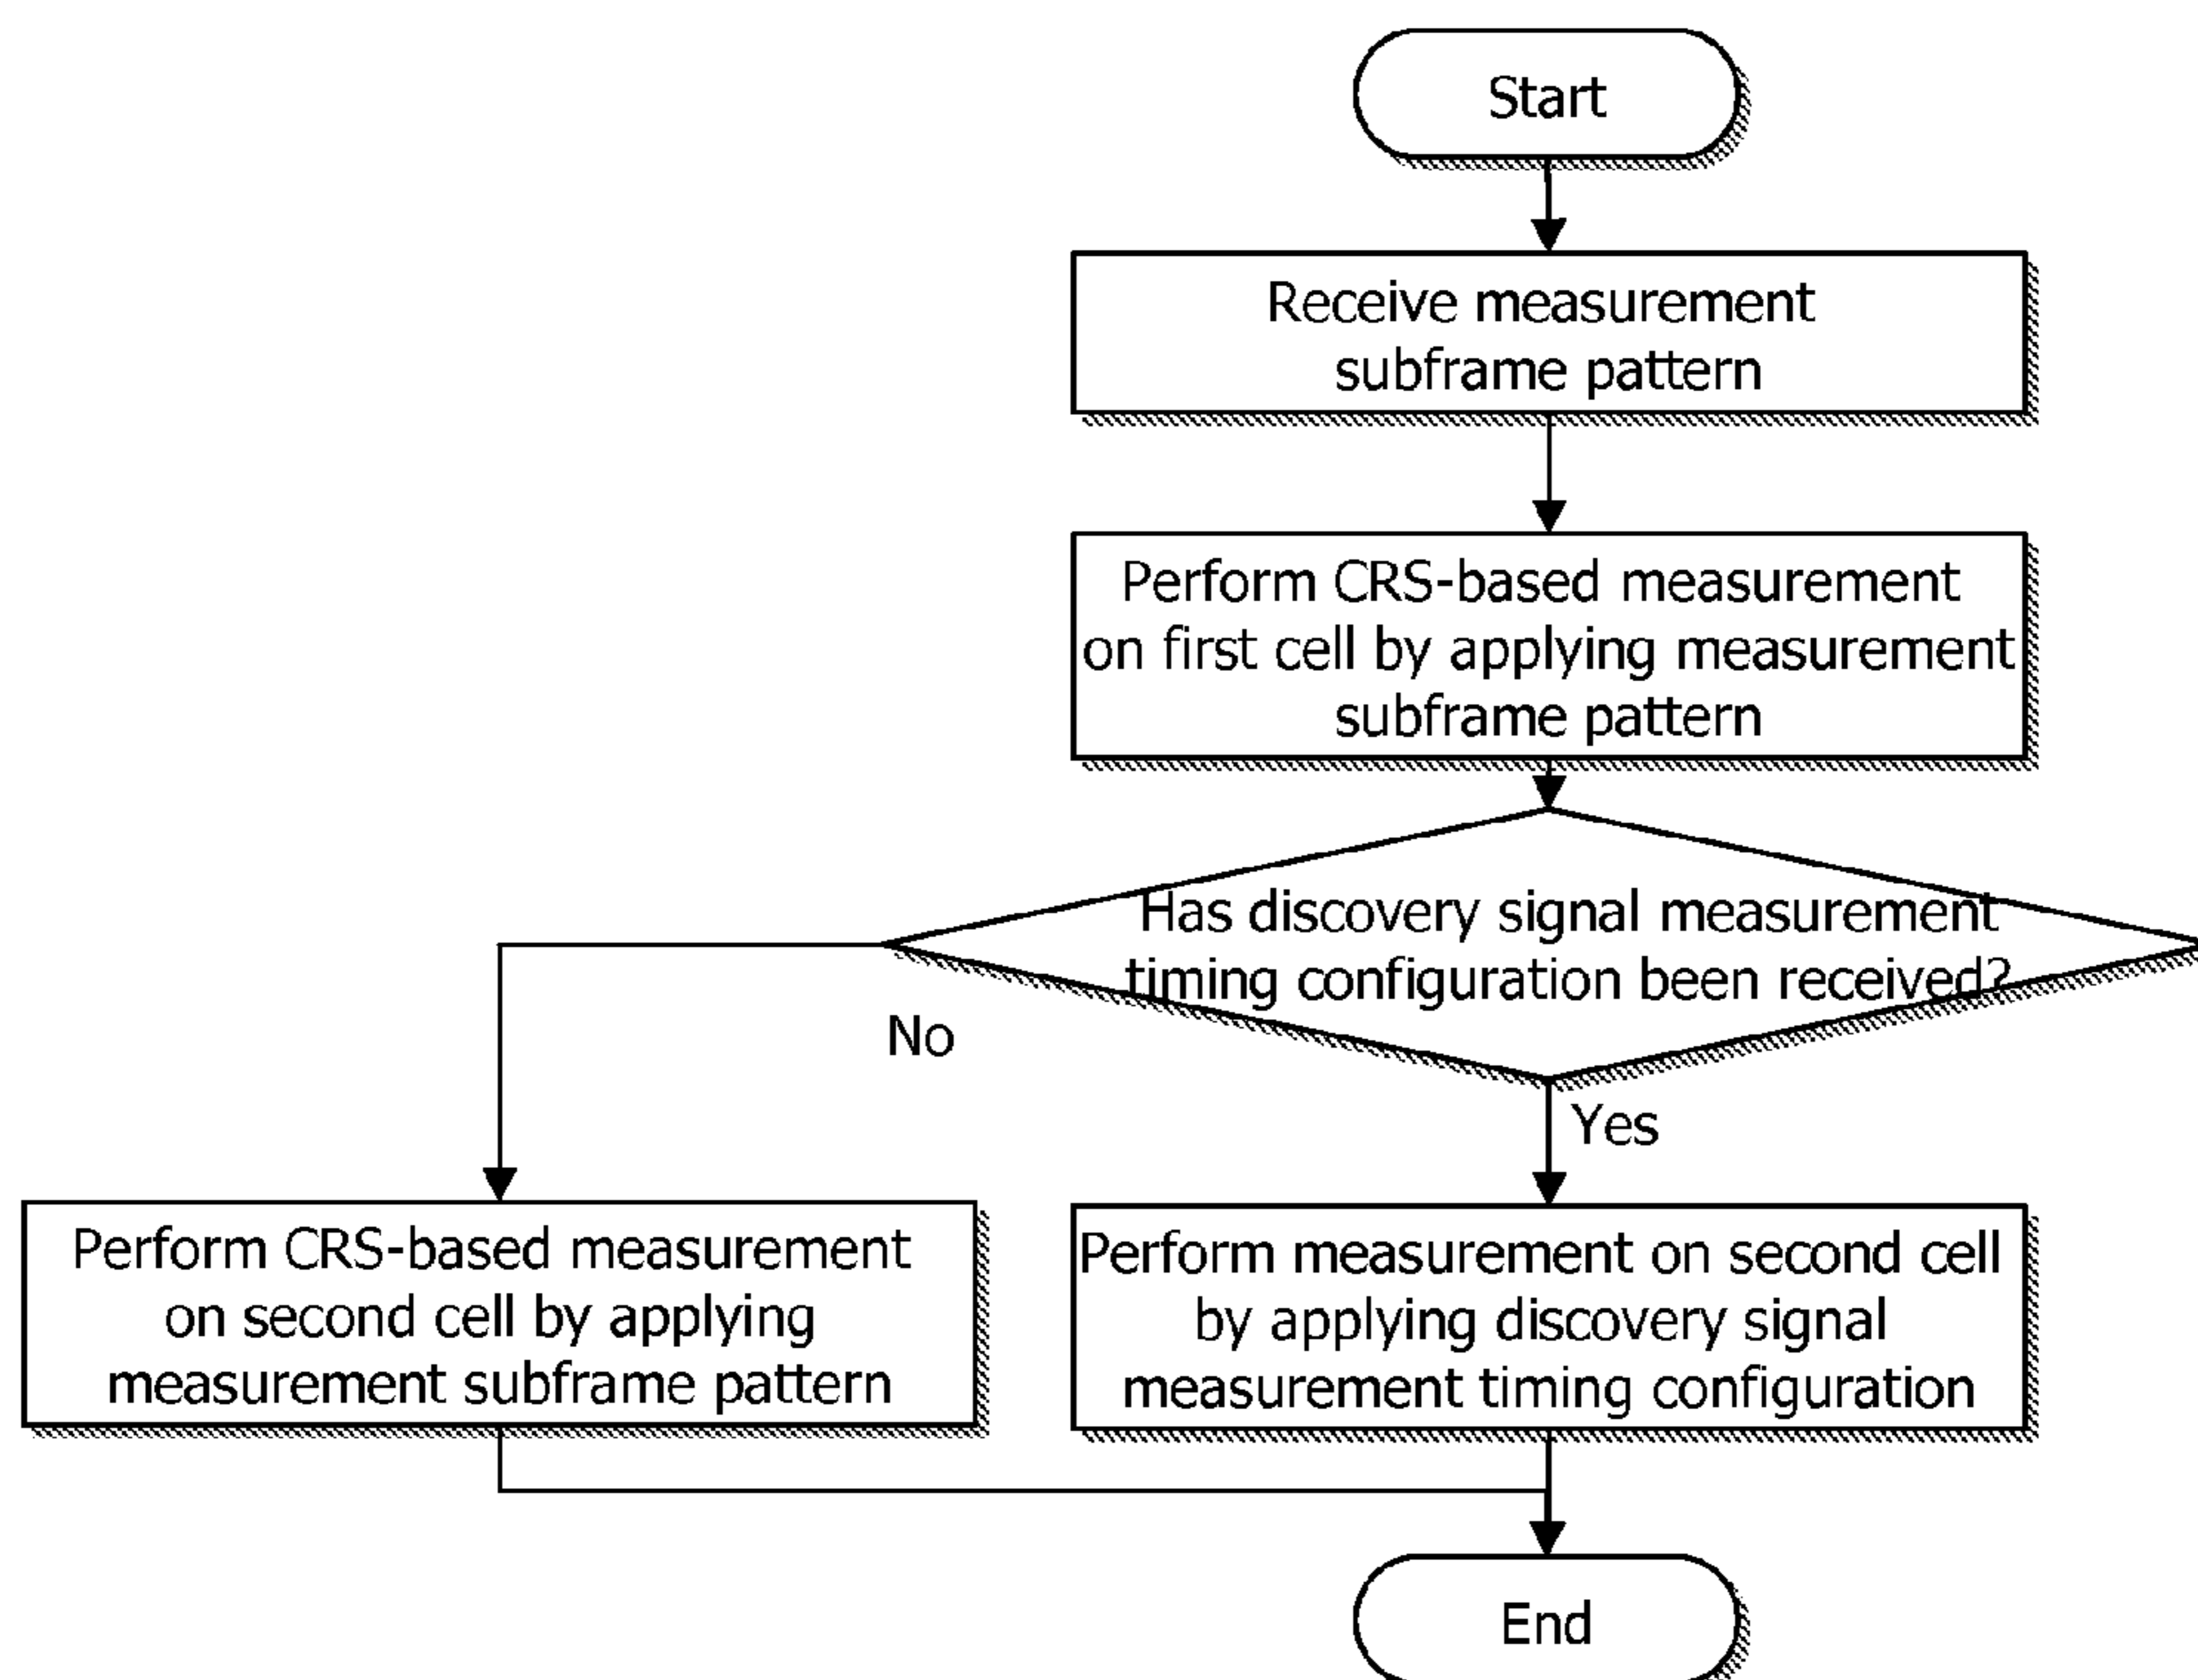 Start
Receive measurement
subframe pattern
Perform CRS-based measurement
on first cell by applying measurement
subframe pattern
Has discovery signal measurement
timing configuration been received?
No
Yes
Perform CRS-based measurement
on second cell by applying
measurement subframe pattern
Perform measurement on second cell
by applying discovery signal
measurement timing configuration
End